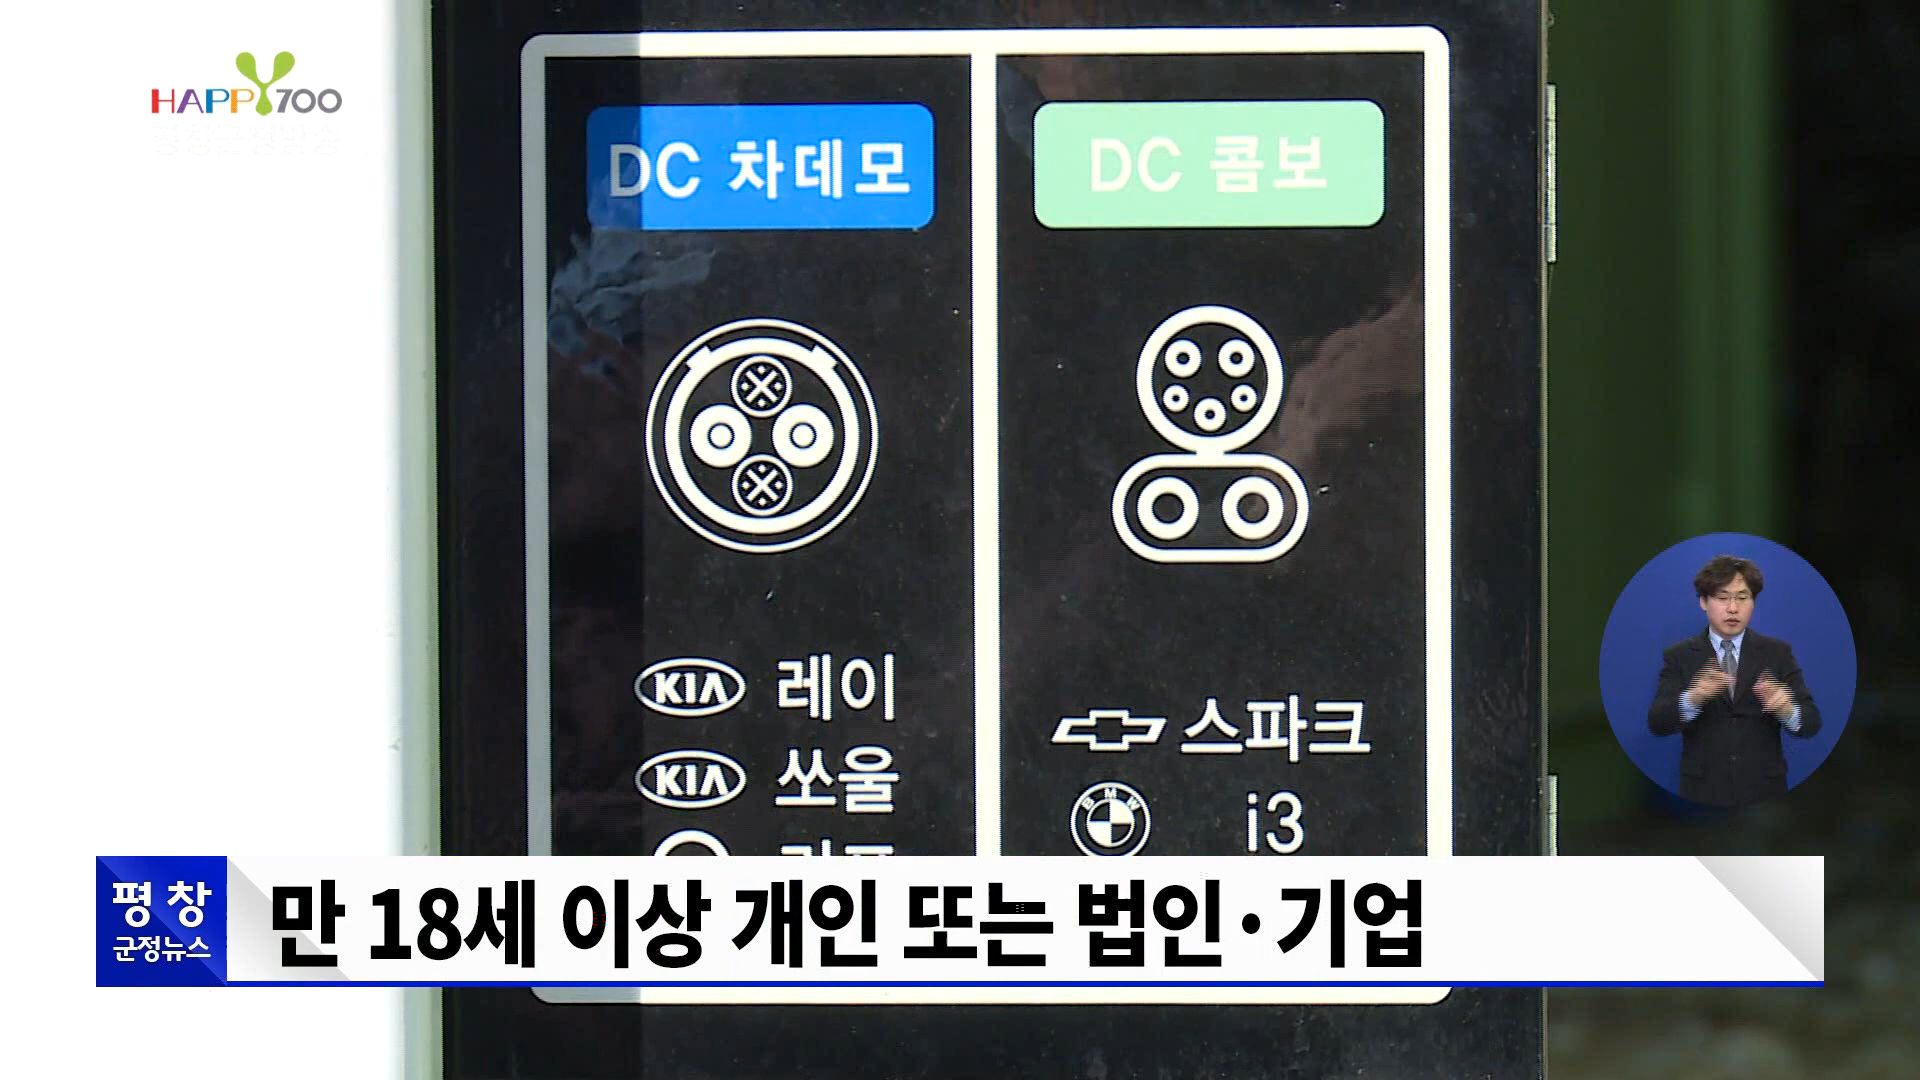 HAPPY700
DC 차데모
DC 콤보
KIA 레이
KIA 쏘울
스파크
BMW i3
평창
군정뉴스
만 18세 이상 개인 또는 법인·기업